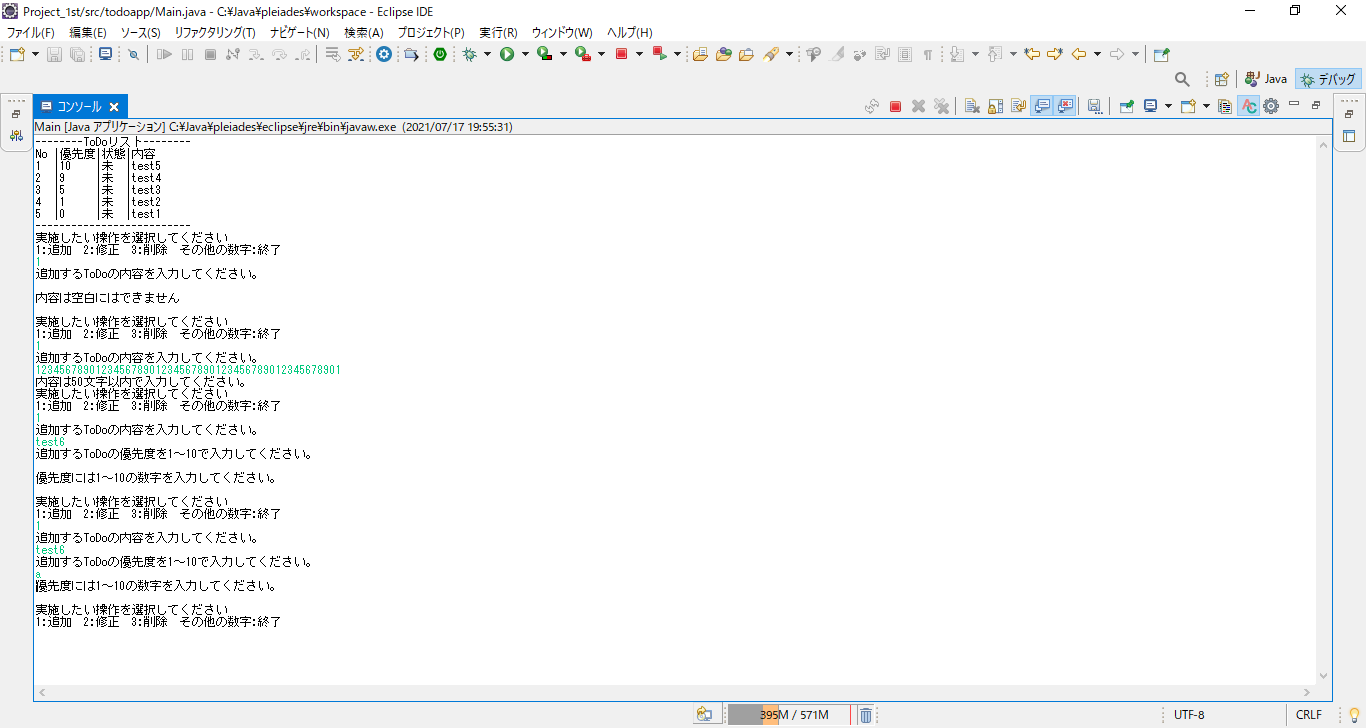 Project_1st/src/todoapp/Main.java - C:¥Java¥pleiades¥workspace - Eclipse IDE
ファイル(F) 編集(E) ソース(S) リファクタリング(T) ナビゲート(N) 検索(A) プロジェクト(P) 実行(R) ウィンドウ(W) ヘルプ(H)
Java デバッグ
コンソール
Main [Java アプリケーション] C:¥Java¥pleiades¥eclipse¥jre¥bin¥javaw.exe (2021/07/17 19:55:31)
--------ToDoリスト--------
No |優先度|状態|内容
1 |10 |未 |test5
2 |9 |未 |test4
3 |5 |未 |test3
4 |1 |未 |test2
5 |0 |未 |test1
--------------------------
実施したい操作を選択してください
1:追加 2:修正 3:削除 その他の数字:終了
1
追加するToDoの内容を入力してください。
内容は空白にはできません
実施したい操作を選択してください
1:追加 2:修正 3:削除 その他の数字:終了
1
追加するToDoの内容を入力してください。
123456789012345678901234567890123456789012345678901
内容は50文字以内で入力してください。
実施したい操作を選択してください
1:追加 2:修正 3:削除 その他の数字:終了
1
追加するToDoの内容を入力してください。
test6
追加するToDoの優先度を1～10で入力してください。
優先度には1～10の数字を入力してください。
実施したい操作を選択してください
1:追加 2:修正 3:削除 その他の数字:終了
1
追加するToDoの内容を入力してください。
test6
追加するToDoの優先度を1～10で入力してください。
a
優先度には1～10の数字を入力してください。
実施したい操作を選択してください
1:追加 2:修正 3:削除 その他の数字:終了
395M / 571M UTF-8 CRLF